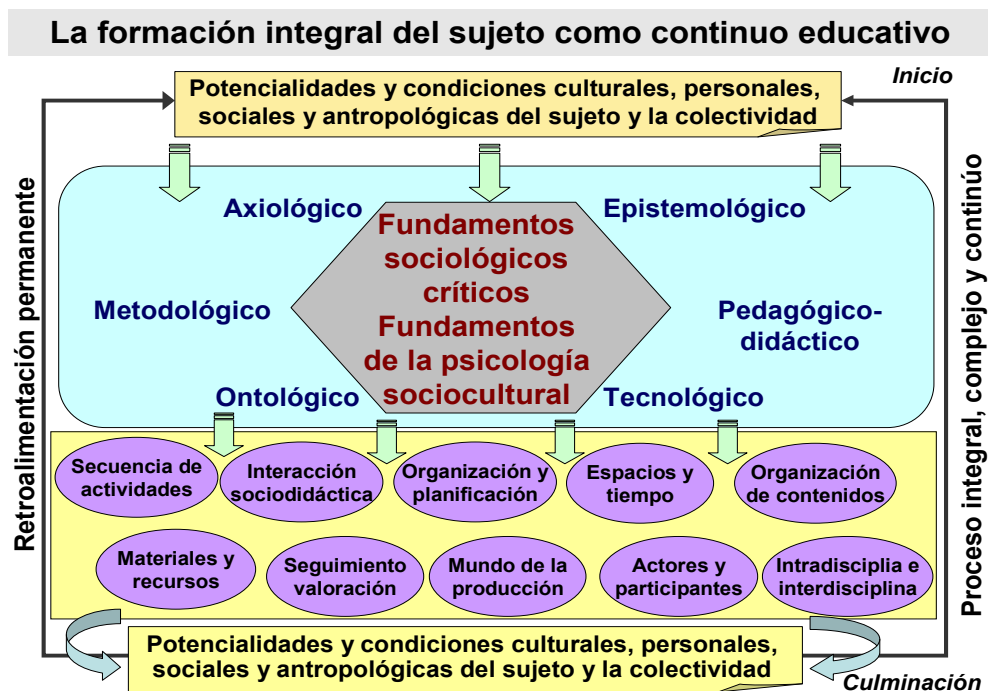 La formación integral del sujeto como continuo educativo
Inicio
Potencialidades y condiciones culturales, personales,
sociales y antropológicas del sujeto y la colectividad
Retroalimentación permanente
Proceso integral, complejo y continúo
Axiológico
Epistemológico
Metodológico
Fundamentos
sociológicos
críticos
Fundamentos
de la psicología
sociocultural
Pedagógico-
didáctico
Ontológico
Tecnológico
Secuencia de
actividades
Interacción
sociodidáctica
Organización y
planificación
Espacios y
tiempo
Organización
de contenidos
Materiales y
recursos
Seguimiento
valoración
Mundo de la
producción
Actores y
participantes
Intradisciplia e
interdisciplina
Potencialidades y condiciones culturales, personales,
sociales y antropológicas del sujeto y la colectividad
Culminación